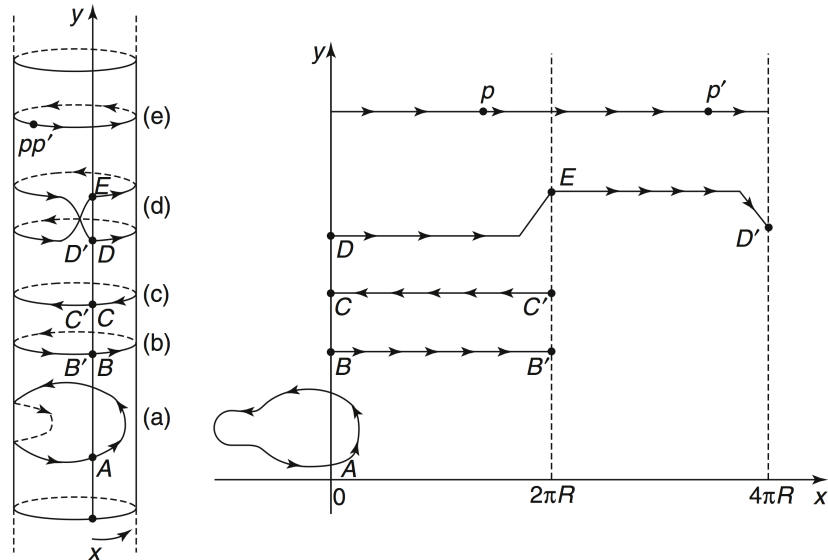 y
(e)
pp′
E
(d)
D′ D
(c)
C′ C
(b)
B′ B
(a)
A
x
y
p p′
E
D D′
C C′
B B′
A
0 2πR 4πR x